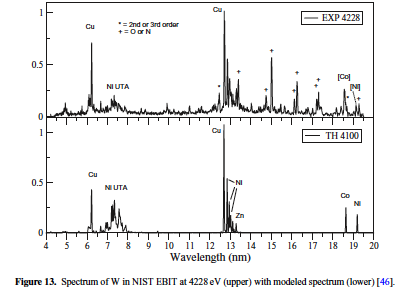 Cu
* = 2nd or 3rd order
+ = O or N
Cu
EXP 4228
1
0.5
0
Ni UTA
*
+
+
+
+
+
+
[Co]
*
[Ni]
+
Cu
TH 4100
1
0.5
0
Cu
Ni UTA
Ni
Zn
Co
Ni
4 5 6 7 8 9 10 11 12 13 14 15 16 17 18 19 20
Wavelength (nm)
Figure 13. Spectrum of W in NIST EBIT at 4228 eV (upper) with modeled spectrum (lower) [46].